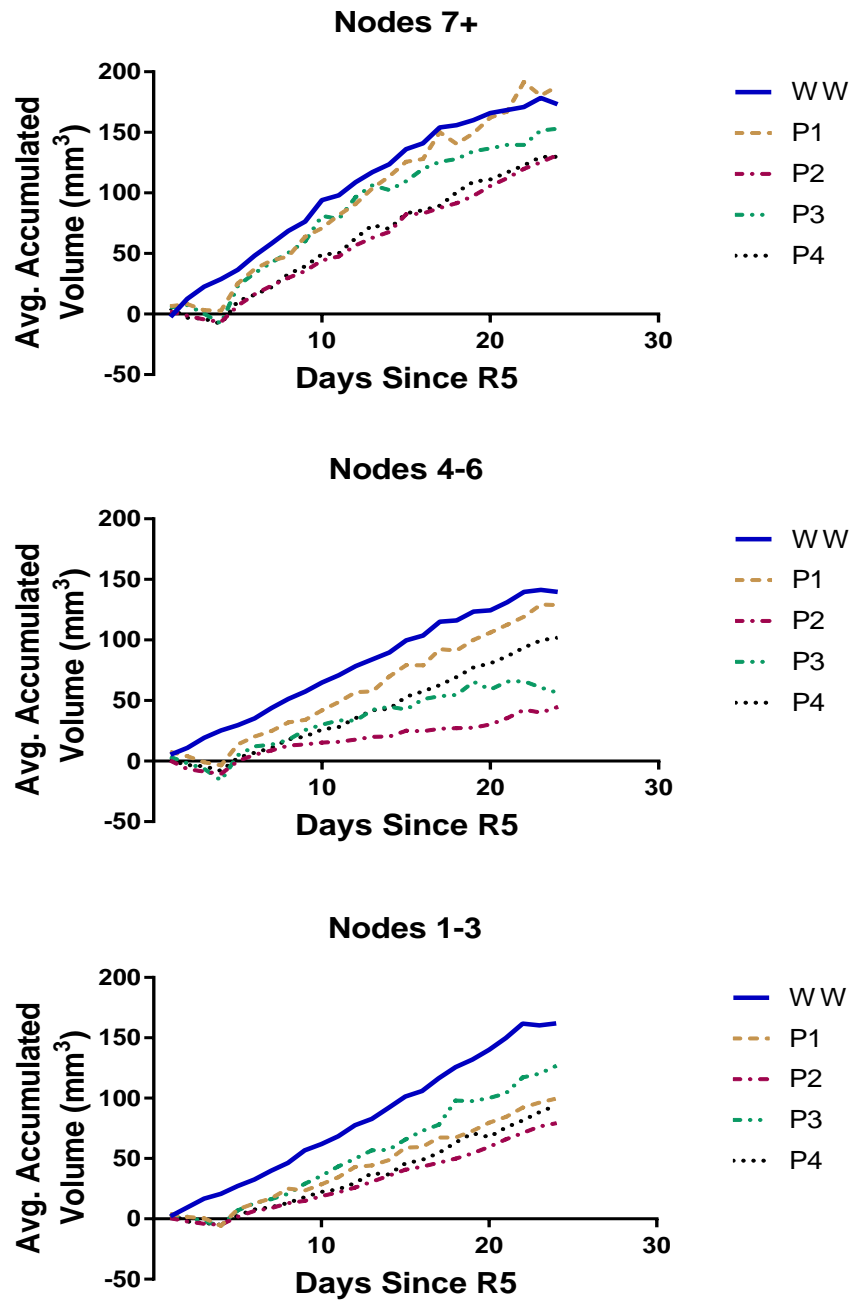 Nodes 7+
Avg. Accumulated
Volume (mm³)
200
150
100
50
0
-50
10
20
30
Days Since R5
WW
P1
P2
P3
P4
Nodes 4-6
Avg. Accumulated
Volume (mm³)
200
150
100
50
0
-50
10
20
30
Days Since R5
WW
P1
P2
P3
P4
Nodes 1-3
Avg. Accumulated
Volume (mm³)
200
150
100
50
0
-50
10
20
30
Days Since R5
WW
P1
P2
P3
P4